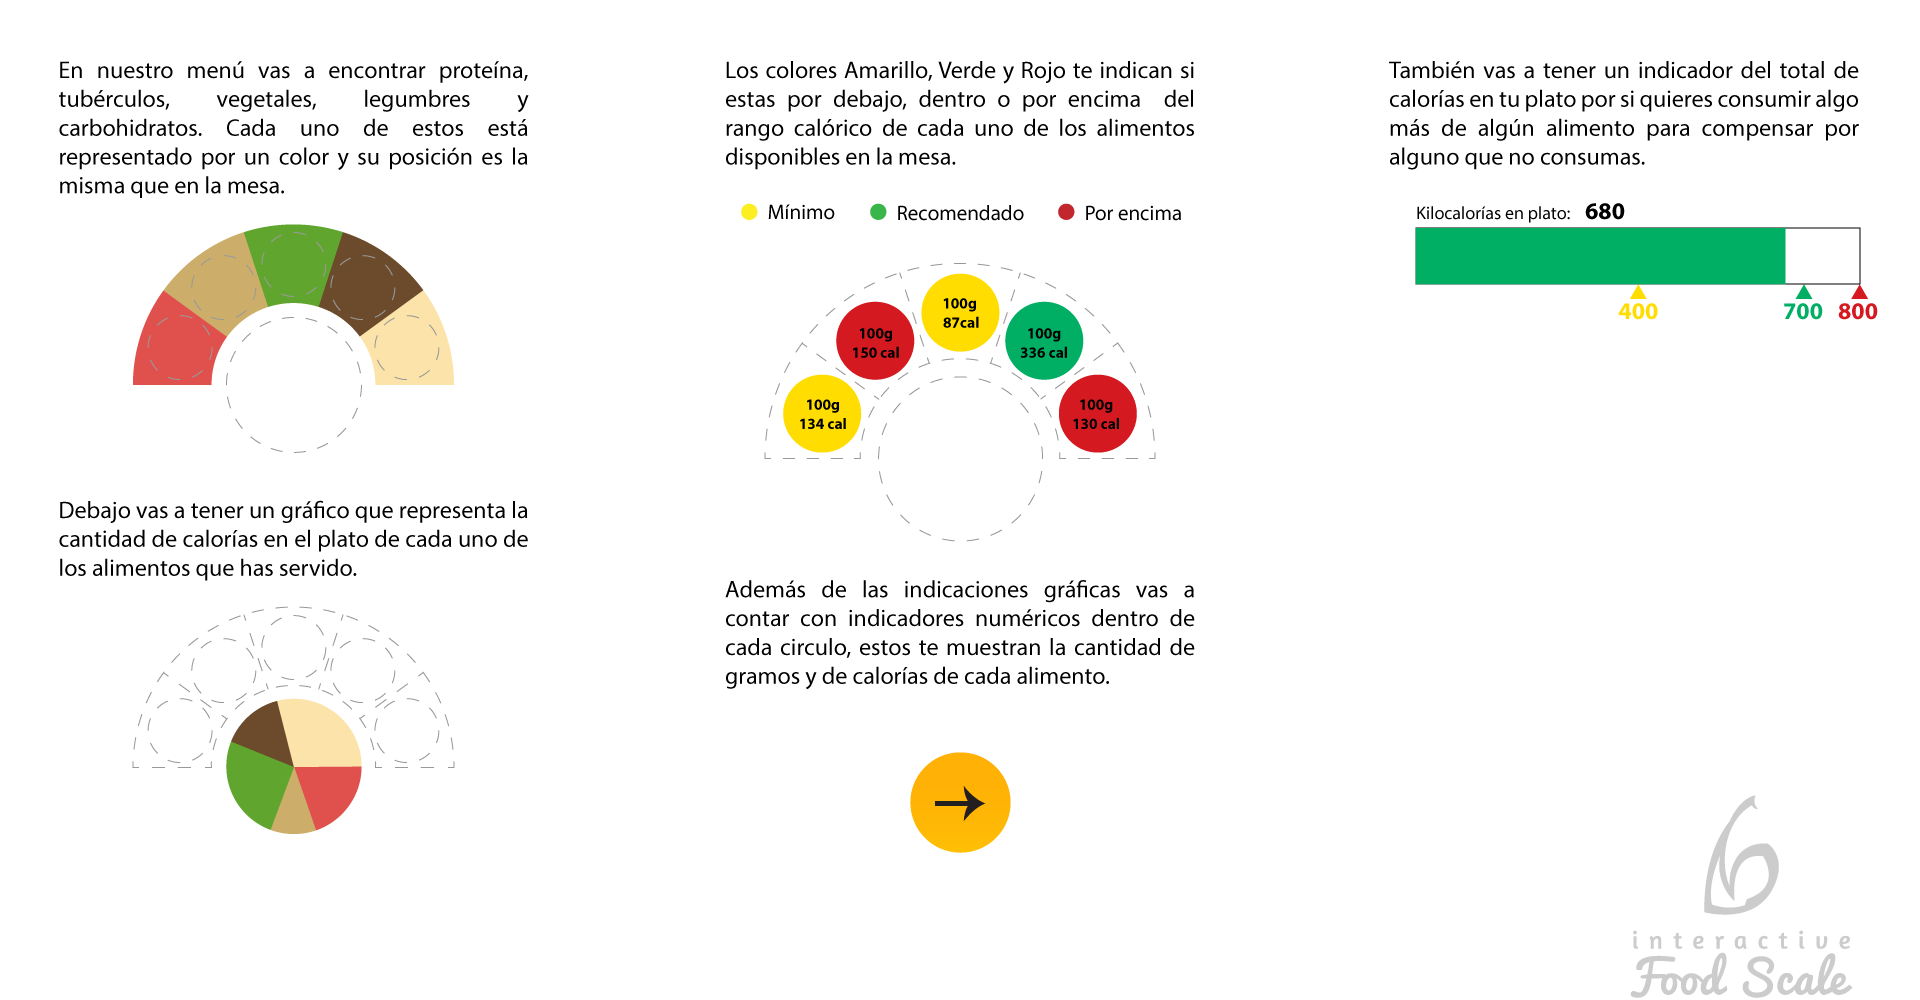 En nuestro menú vas a encontrar proteína,
tubérculos, vegetales, legumbres y
carbohidratos. Cada uno de estos está
representado por un color y su posición es la
misma que en la mesa.
Debajo vas a tener un gráfico que representa la
cantidad de calorías en el plato de cada uno de
los alimentos que has servido.
Los colores Amarillo, Verde y Rojo te indican si
estas por debajo, dentro o por encima del
rango calórico de cada uno de los alimentos
disponibles en la mesa.
Mínimo
Recomendado
Por encima
100g
87cal
100g
150 cal
100g
336 cal
100g
134 cal
100g
130 cal
Además de las indicaciones gráficas vas a
contar con indicadores numéricos dentro de
cada circulo, estos te muestran la cantidad de
gramos y de calorías de cada alimento.
También vas a tener un indicador del total de
calorías en tu plato por si quieres consumir algo
más de algún alimento para compensar por
alguno que no consumas.
Kilocalorías en plato: 680
400
700
800
6
interactive
Food Scale